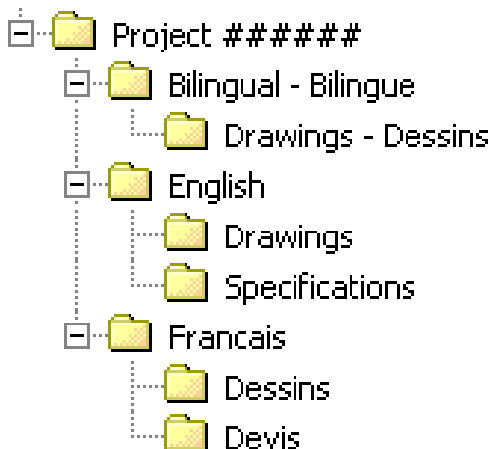 Project ######
Bilingual - Bilingue
Drawings - Dessins
English
Drawings
Specifications
Francais
Dessins
Devis